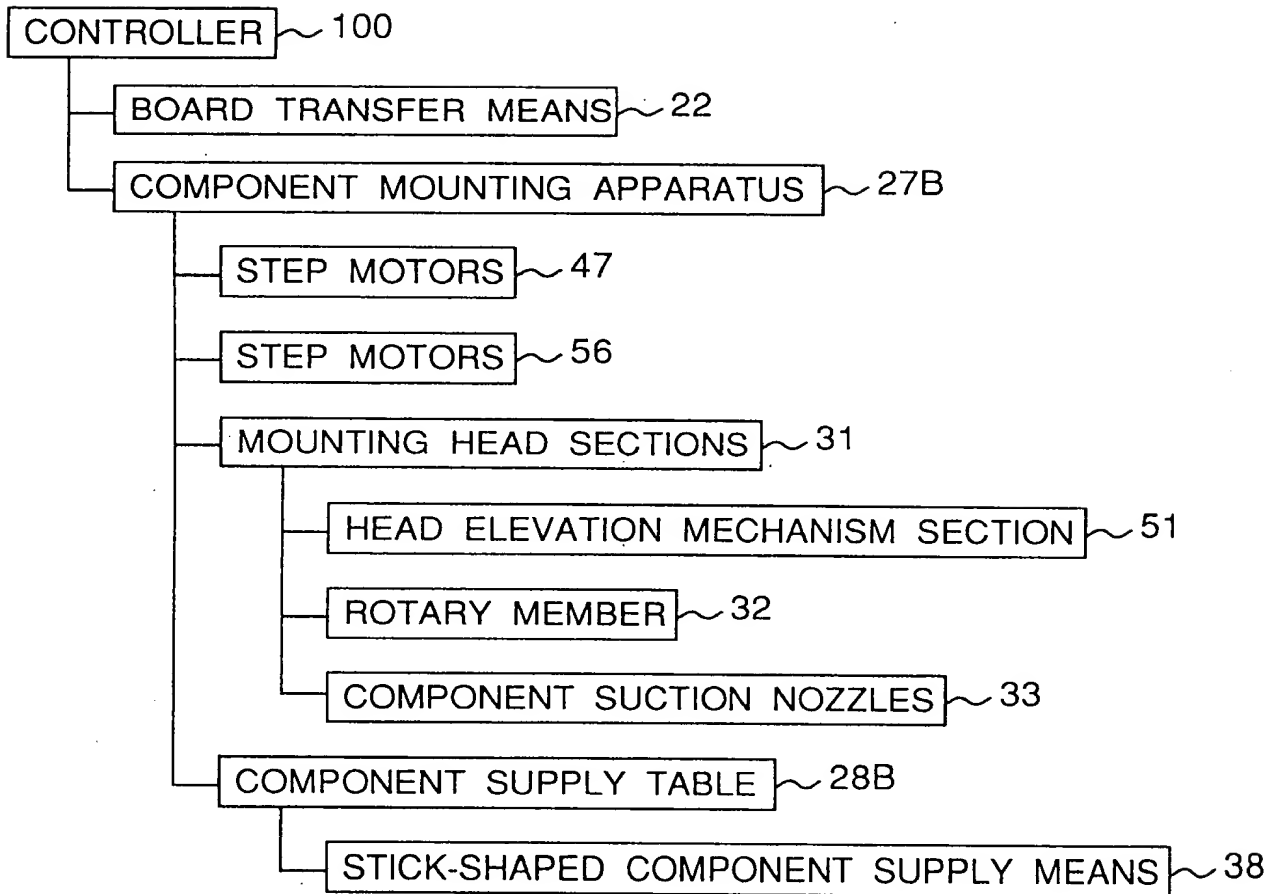 CONTROLLER 100
BOARD TRANSFER MEANS 22
COMPONENT MOUNTING APPARATUS 27B
STEP MOTORS 47
STEP MOTORS 56
MOUNTING HEAD SECTIONS 31
HEAD ELEVATION MECHANISM SECTION 51
ROTARY MEMBER 32
COMPONENT SUCTION NOZZLES 33
COMPONENT SUPPLY TABLE 28B
STICK-SHAPED COMPONENT SUPPLY MEANS 38